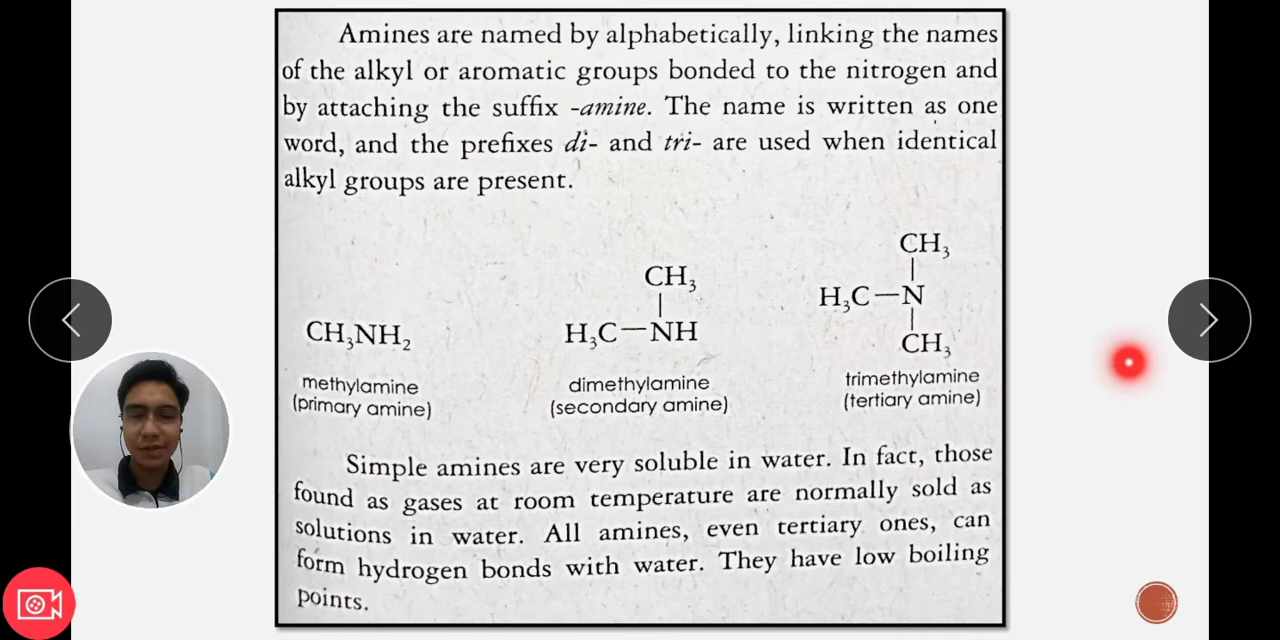 Amines are named by alphabetically, linking the names
of the alkyl or aromatic groups bonded to the nitrogen and
by attaching the suffix -amine. The name is written as one
word, and the prefixes di- and tri- are used when identical
alkyl groups are present.
CH₃NH₂
methylamine
(primary amine)
CH₃
|
H₃C—NH
dimethylamine
(secondary amine)
CH₃
|
H₃C—N
|
CH₃
trimethylamine
(tertiary amine)
Simple amines are very soluble in water. In fact, those
found as gases at room temperature are normally sold as
solutions in water. All amines, even tertiary ones, can
form hydrogen bonds with water. They have low boiling
points.